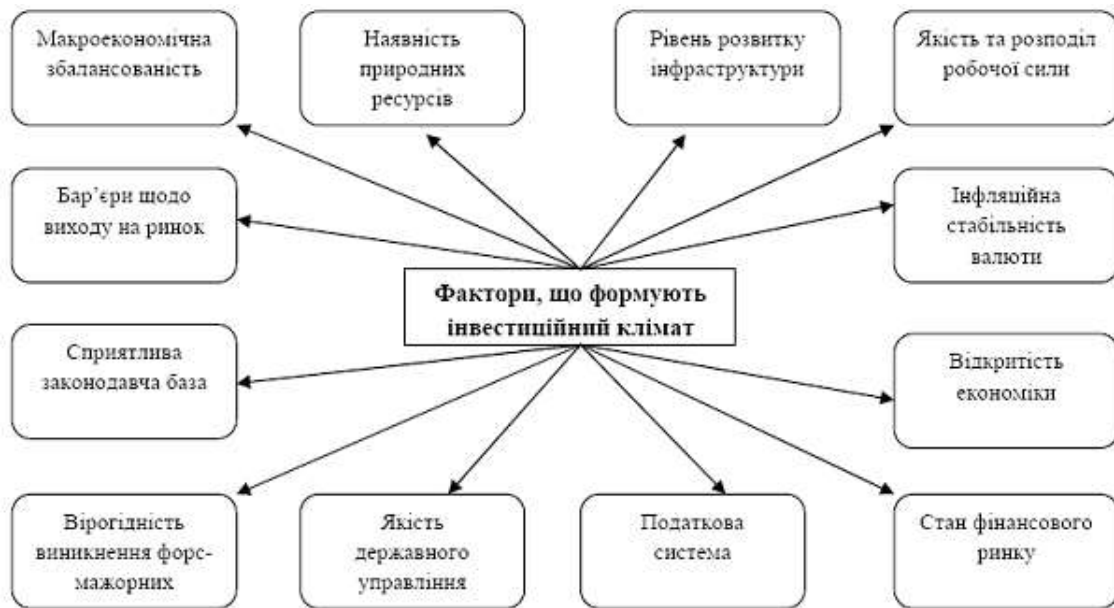 Макроекономічна
збалансованість
Наявність
природних
ресурсів
Рівень розвитку
інфраструктури
Якість та розподіл
робочої сили
Бар’єри щодо
виходу на ринок
Інфляційна
стабільність
валюти
Фактори, що формують
інвестиційний клімат
Сприятлива
законодавча база
Відкритість
економіки
Вірогідність
виникнення форс-
мажорних
Якість
державного
управління
Податкова
система
Стан фінансового
ринку